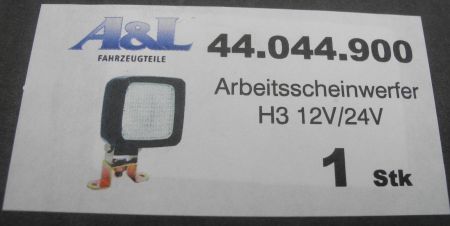 A&L
FAHRZEUGTEILE
44.044.900
Arbeitsscheinwerfer
H3 12V/24V
1 Stk